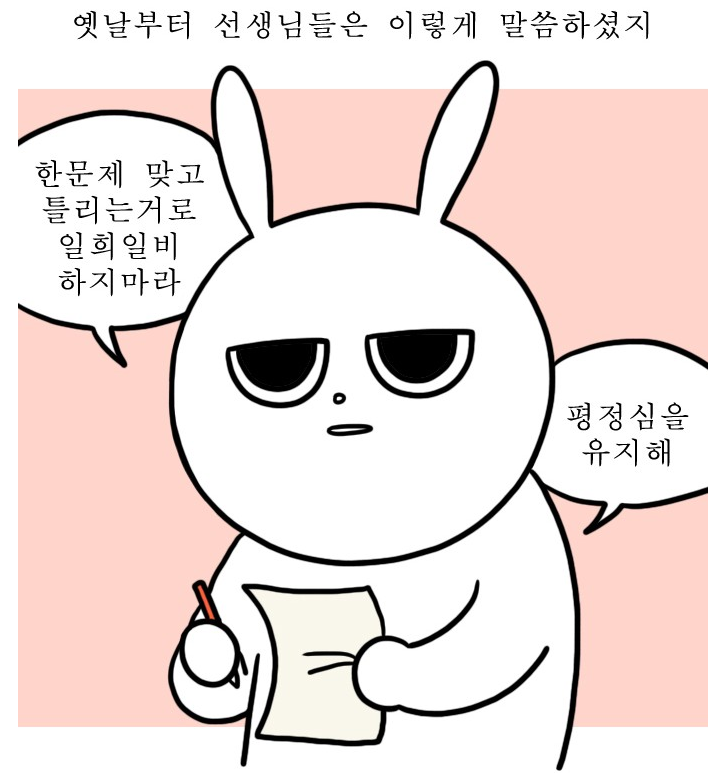 옛날부터 선생님들은 이렇게 말씀하셨지
한문제 맞고
틀리는거로
일희일비
하지마라
평정심을
유지해